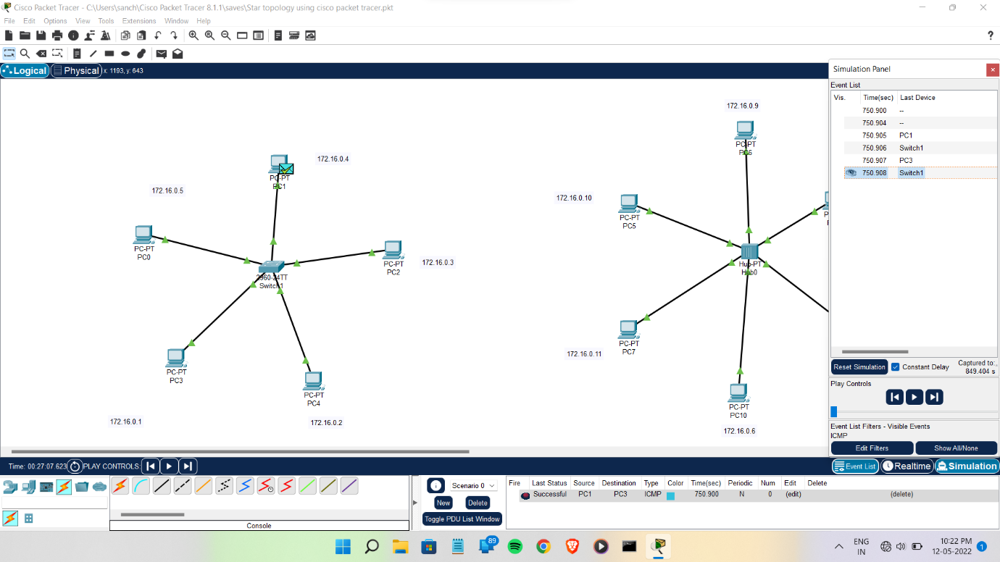 Cisco Packet Tracer - C:\Users\sanch\Cisco Packet Tracer 8.1.1\saves\Star topology using cisco packet tracer.pkt
File Edit Options View Tools Extensions Window Help
Logical Physical x: 1193, y: 643
172.16.0.4
PC-PT
PC1
172.16.0.5
PC-PT
PC0
PC-PT
PC2
172.16.0.3
2960-24TT
Switch1
PC-PT
PC3
PC-PT
PC4
172.16.0.1
172.16.0.2
172.16.0.9
PC-PT
PC6
172.16.0.10
PC-PT
PC5
Hub-PT
Hub0
PC-PT
PC7
172.16.0.11
PC-PT
PC10
172.16.0.6
Simulation Panel
Event List
Vis. Time(sec) Last Device
750.900 --
750.904 --
750.905 PC1
750.906 Switch1
750.907 PC3
750.908 Switch1
Reset Simulation Constant Delay Captured to:
849.404 s
Play Controls
Event List Filters - Visible Events
ICMP
Edit Filters Show All/None
Time: 00:27:07.623 PLAY CONTROLS: Event List Realtime Simulation
Scenario 0
New Delete
Toggle PDU List Window
Fire Last Status Source Destination Type Color Time(sec) Periodic Num Edit Delete
Successful PC1 PC3 ICMP 750.900 N 0 (edit) (delete)
Console
89
ENG
IN
10:22 PM
12-05-2022
1